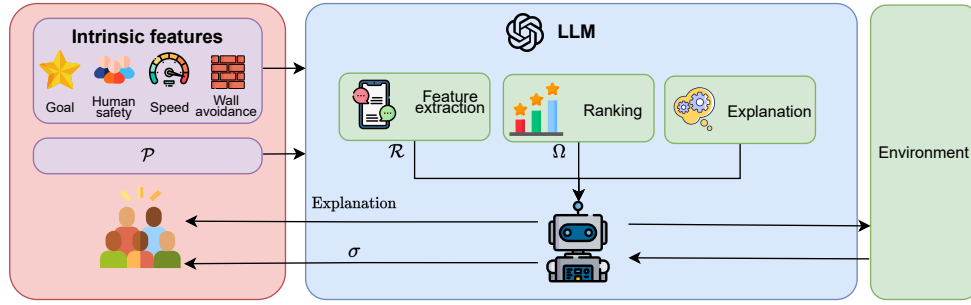 Intrinsic features
Goal
Human
safety
Speed
Wall
avoidance
𝒫
Explanation
σ
LLM
Feature
extraction
ℛ
Ranking
Ω
Explanation
Environment